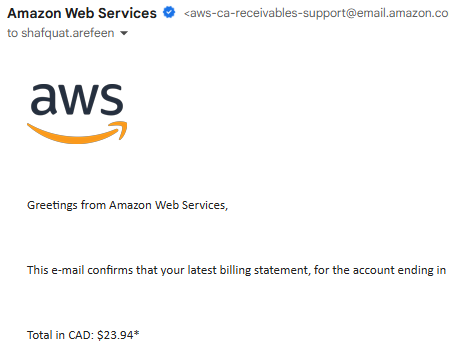 Amazon Web Services <aws-ca-receivables-support@email.amazon.co
to shafquat.arefeen
aws
Greetings from Amazon Web Services,
This e-mail confirms that your latest billing statement, for the account ending in
Total in CAD: $23.94*